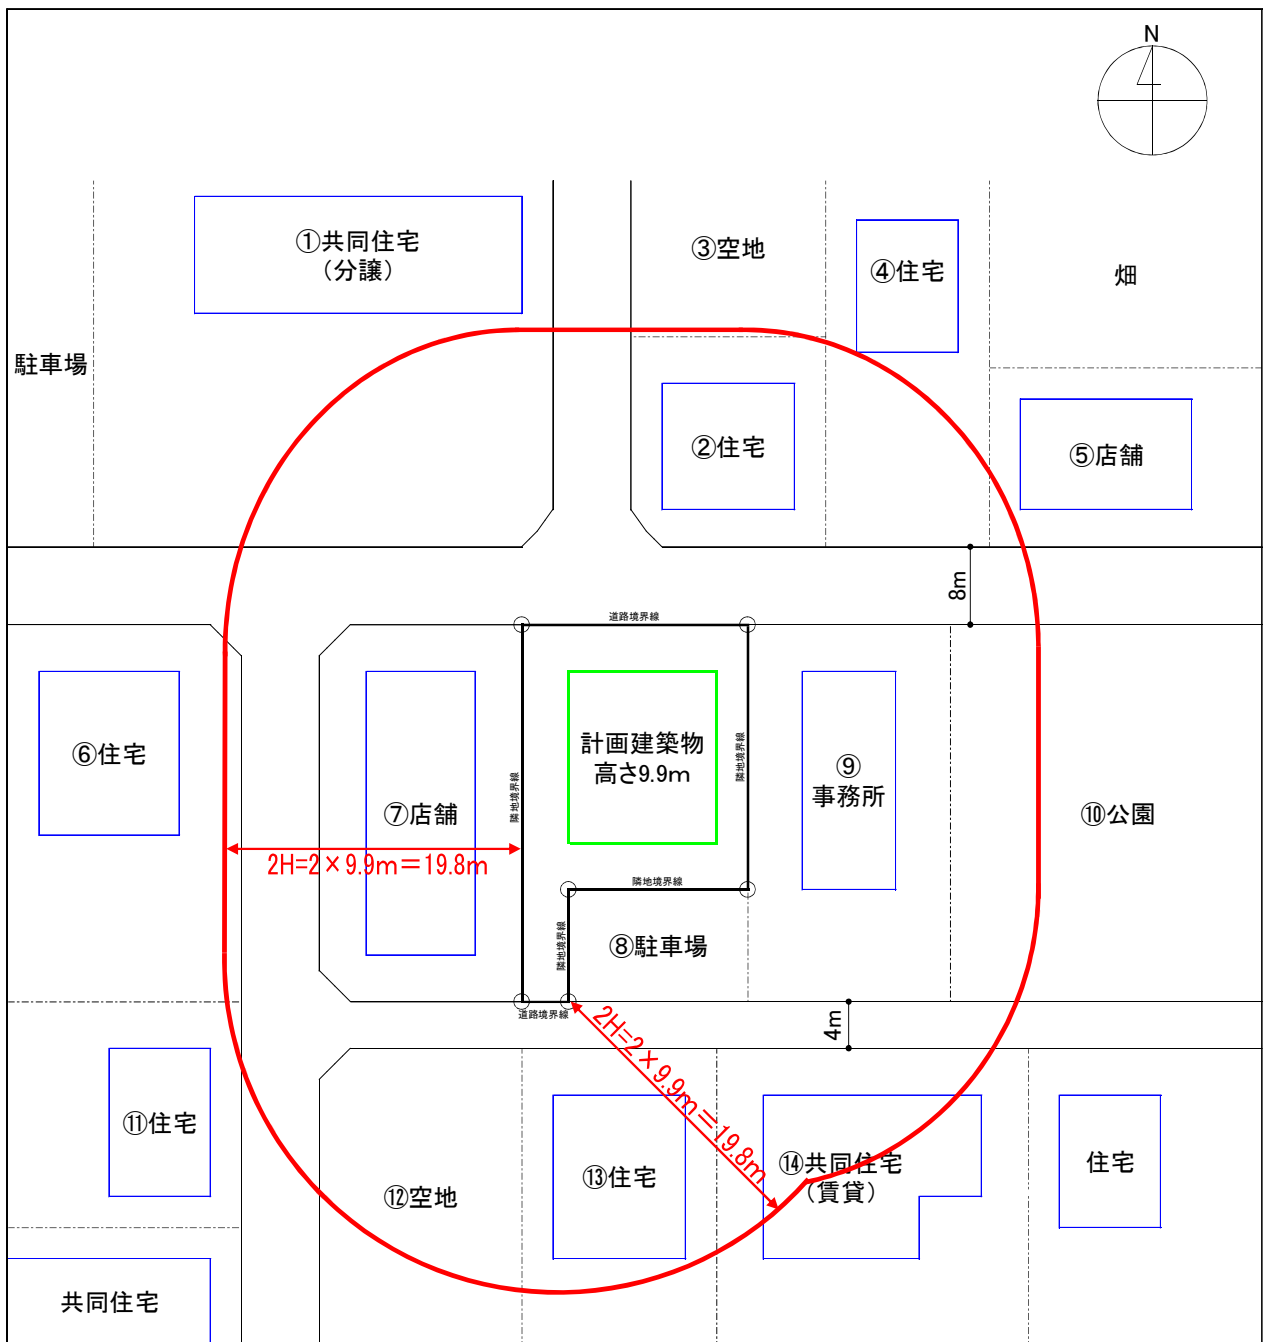 N
①共同住宅
（分譲）
③空地
④住宅
畑
駐車場
②住宅
⑤店舗
8m
道路境界線
⑥住宅
⑦店舗
隣地境界線
計画建築物
高さ9.9m
隣地境界線
⑨
事務所
⑩公園
2H=2×9.9m＝19.8m
隣地境界線
隣地境界線
⑧駐車場
道路境界線
2H=2×9.9m＝19.8m
4m
⑪住宅
⑫空地
⑬住宅
⑭共同住宅
（賃貸）
住宅
共同住宅